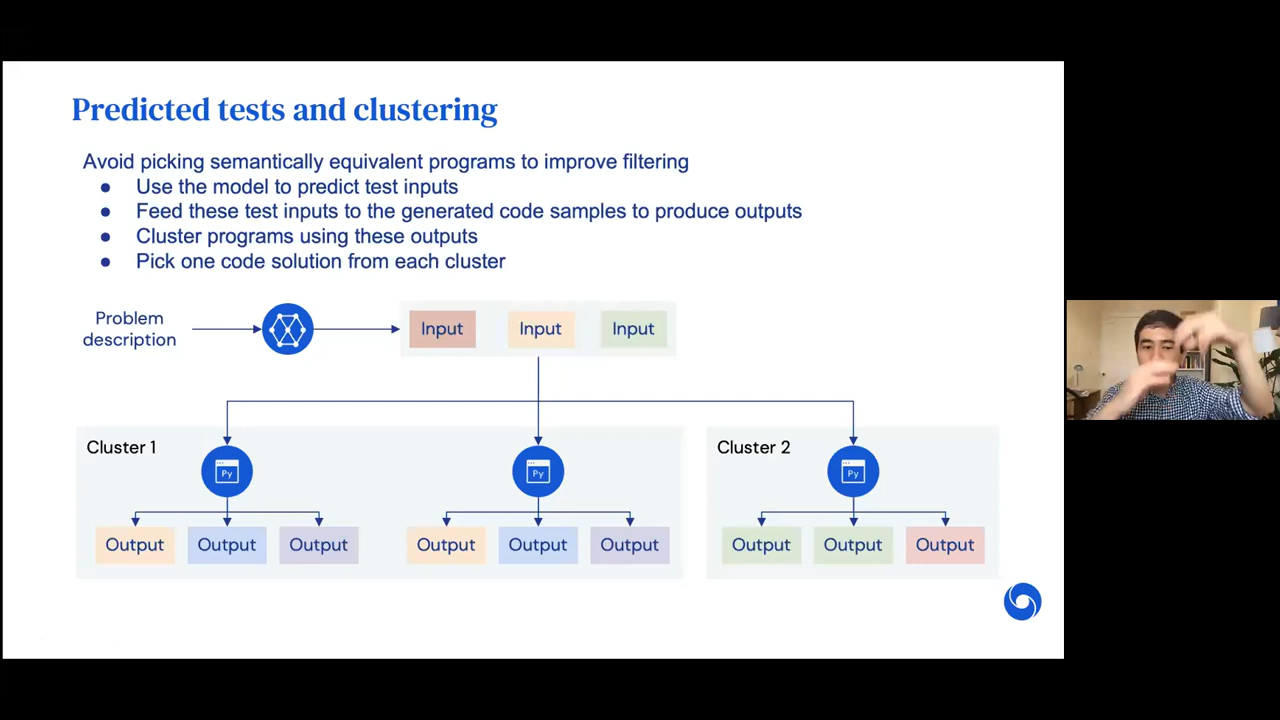 Predicted tests and clustering
Avoid picking semantically equivalent programs to improve filtering
● Use the model to predict test inputs
● Feed these test inputs to the generated code samples to produce outputs
● Cluster programs using these outputs
● Pick one code solution from each cluster
Problem
description
Input Input Input
Cluster 1
Cluster 2
Py Py Py
Output Output Output Output Output Output Output Output Output